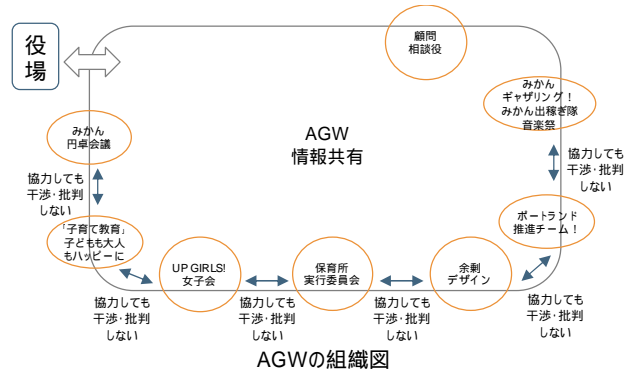 役
場
顧問
相談役
みかん
ギャザリング！
みかん出稼ぎ隊
音楽祭
みかん
円卓会議
AGW
情報共有
協力しても
干渉・批判
しない
協力しても
干渉・批判
しない
「子育て教育」
子どもも大人
もハッピーに
ポートランド
推進チーム！
UP GIRLS!
女子会
保育所
実行委員会
余剰
デザイン
協力しても
干渉・批判
しない
協力しても
干渉・批判
しない
協力しても
干渉・批判
しない
協力しても
干渉・批判
しない
AGWの組織図